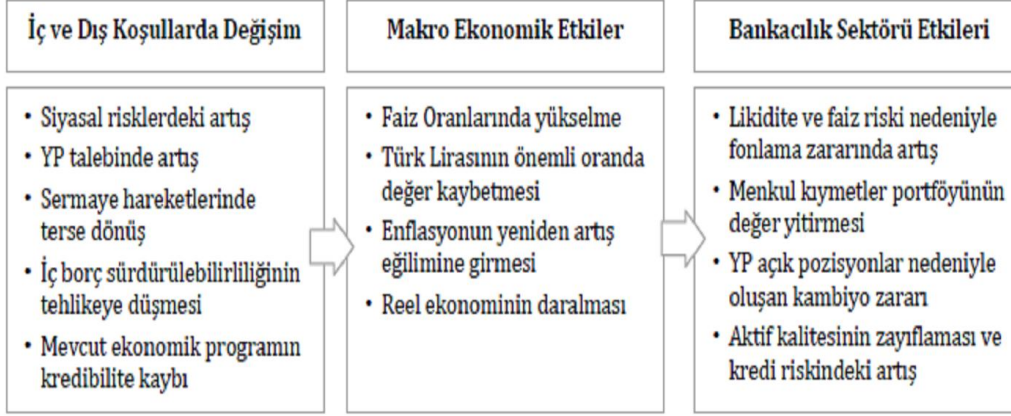 İç ve Dış Koşullarda Değişim
Makro Ekonomik Etkiler
Bankacılık Sektörü Etkileri
• Siyasal risklerdeki artış
• YP talebinde artış
• Sermaye hareketlerinde
terse dönüş
• İç borç sürdürülebilirliliğinin
tehlikeye düşmesi
• Mevcut ekonomik programın
kredibilite kaybı
• Faiz Oranlarında yükselme
• Türk Lirasının önemli oranda
değer kaybetmesi
• Enflasyonun yeniden artış
eğilimine girmesi
• Reel ekonominin daralması
• Likidite ve faiz riski nedeniyle
fonlama zararında artış
• Menkul kıymetler portföyünün
değer yitirmesi
• YP açık pozisyonlar nedeniyle
oluşan kambiyo zararı
• Aktif kalitesinin zayıflaması ve
kredi riskindeki artış